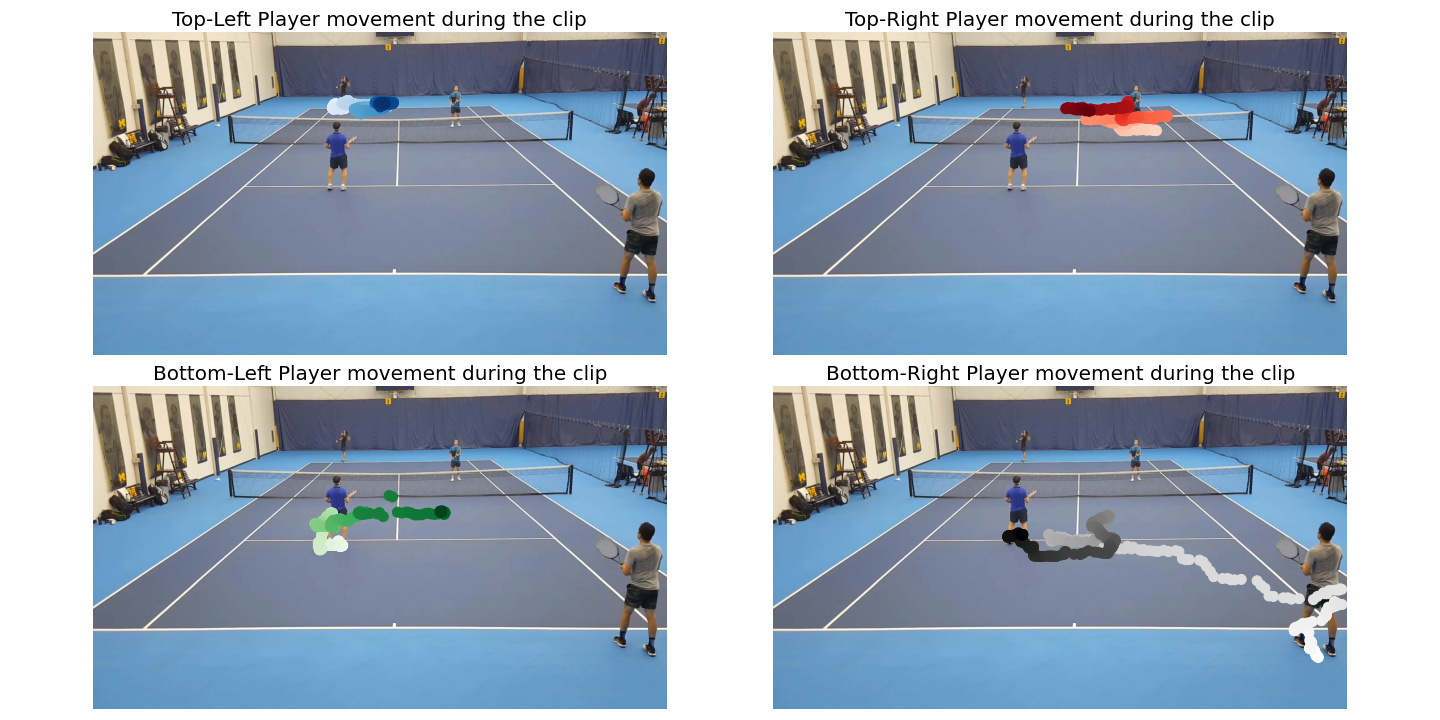 Top-Left Player movement during the clip
Top-Right Player movement during the clip
Bottom-Left Player movement during the clip
Bottom-Right Player movement during the clip